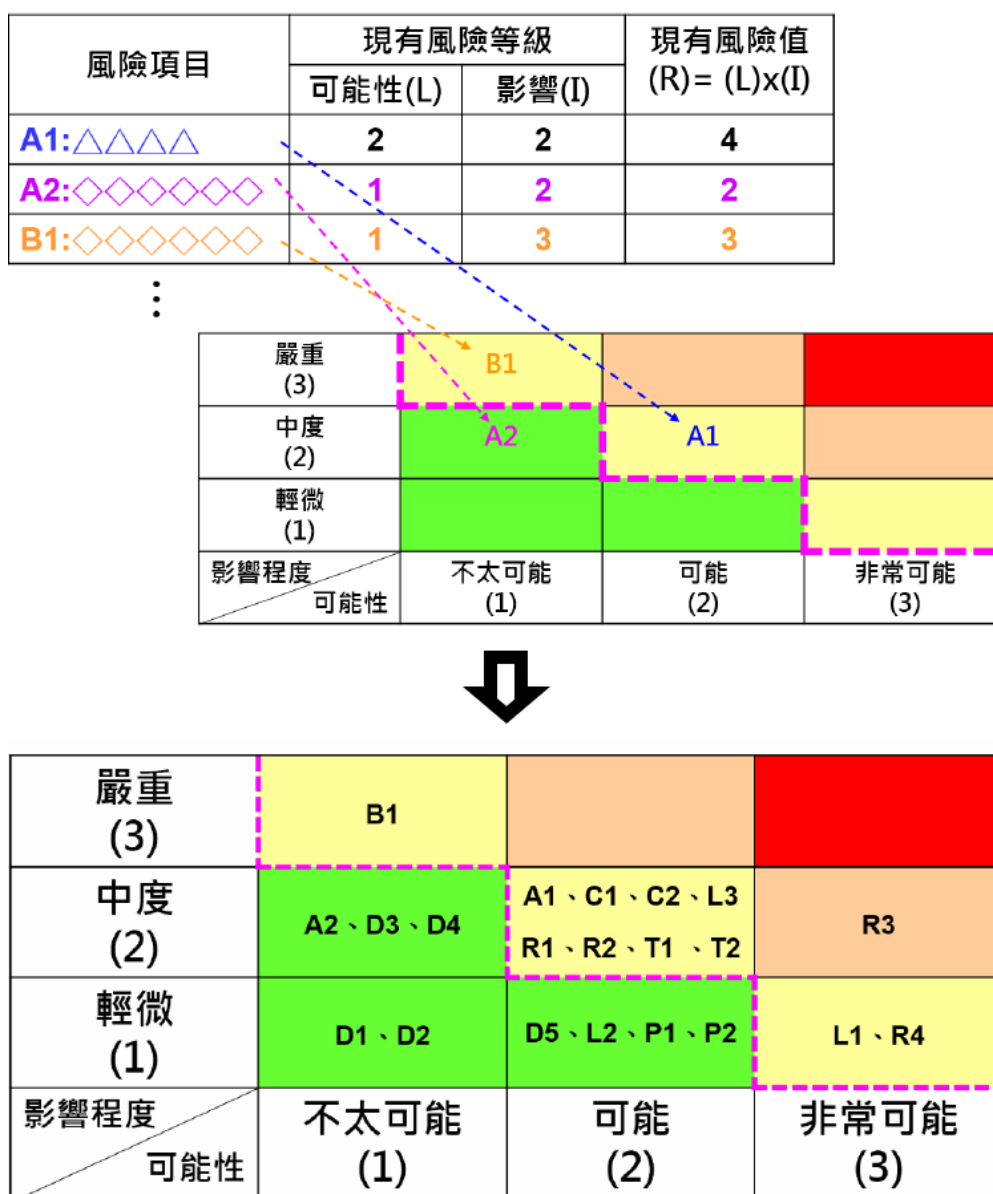 風險項目
現有風險等級
現有風險值
(R)= (L)x(I)
可能性(L)
影響(I)
A1:△△△△
2
2
4
A2:◇◇◇◇◇◇
1
2
2
B1:◇◇◇◇◇◇
1
3
3
⋮
嚴重
(3)
B1
中度
(2)
A2
A1
輕微
(1)
影響程度
可能性
不太可能
(1)
可能
(2)
非常可能
(3)
嚴重
(3)
B1
中度
(2)
A2、D3、D4
A1、C1、C2、L3
R1、R2、T1 、T2
R3
輕微
(1)
D1、D2
D5、L2、P1、P2
L1、R4
影響程度
可能性
不太可能
(1)
可能
(2)
非常可能
(3)